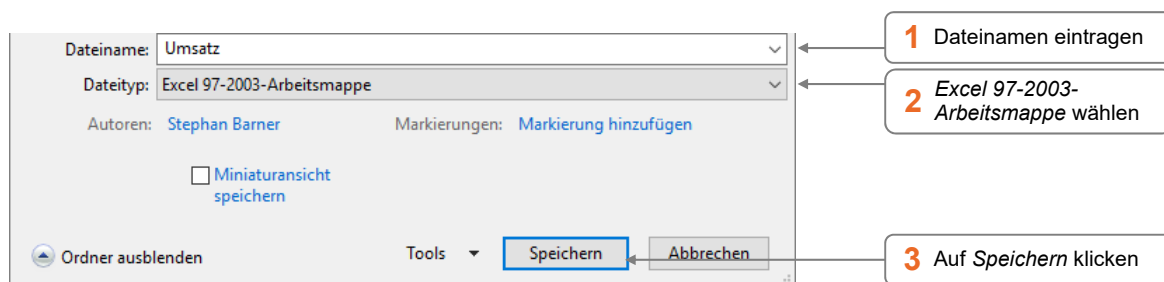 Dateiname: Umsatz
1 Dateinamen eintragen
Dateityp: Excel 97-2003-Arbeitsmappe
2 Excel 97-2003-
Arbeitsmappe wählen
Autoren: Stephan Barner Markierungen: Markierung hinzufügen
Miniaturansicht
speichern
Ordner ausblenden Tools Speichern Abbrechen
3 Auf Speichern klicken